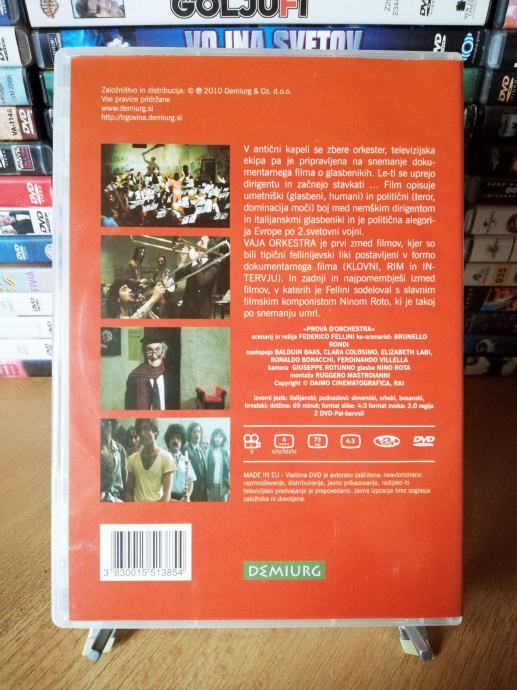 GOLJUFI
VOJNA SVETOV
Založništvo in distribucija: © ℗ 2010 Demiurg & Co. d.o.o.
Vse pravice pridržane
www.demiurg.si
http://trgovina.demiurg.si
V antični kapeli se zbere orkester, televizijska
ekipa pa je pripravljena na snemanje doku-
mentarnega filma o glasbenikih. Le-ti se uprejo
dirigentu in začnejo stavkati ... Film opisuje
umetniški (glasbeni, humani) in politični (teror,
dominacija moči) boj med nemškim dirigentom
in italijanskmi glasbeniki in je politična alegori-
ja Evrope po 2.svetovni vojni.
VAJA ORKESTRA je prvi zmed filmov, kjer so
bili tipični fellinijevski liki postavljeni v formo
dokumentarnega filma (KLOVNI, RIM in IN-
TERVJU). In zadnji in najpomembješi izmed
filmov, v katerih je Fellini sodeloval s slavnim
filmskim komponistom Ninom Roto, ki je takoj
po snemanju umrl.
«PROVA D'ORCHESTRA»
scenarij in režija FEDERICO FELLINI ko-scenarist: BRUNELLO
RONDI
nastopajo BALDUIN BAAS, CLARA COLOSIMO, ELIZABETH LABI,
RONALDO BONACCHI, FERDINANDO VILLELLA
kamera GIUSEPPE ROTUNNO glasba NINO ROTA
montaža RUGGERO MASTROIANNI
Copyright © DAIMO CINEMATOGRAFICA, RAI
izvorni jezik: italijanski; podnaslovi: slovenski, srbski, bosanski,
hrvaški; dolžina: 69 minut; format slike: 4:3 format zvoka: 2.0 regija
2 DVD-Pal-barvni
4
4:3
2
DVD
MADE IN EU - Vsebina DVD je avtorsko zaščitena: neavtorizirano
razmnoževanje, distribuiranje, javno prikazovanje, radijsko in
televizijsko predvajanje je prepovedano. Javna izposoja brez soglasja
založnika ni dovoljena.
3 830015 513854
DEMIURG